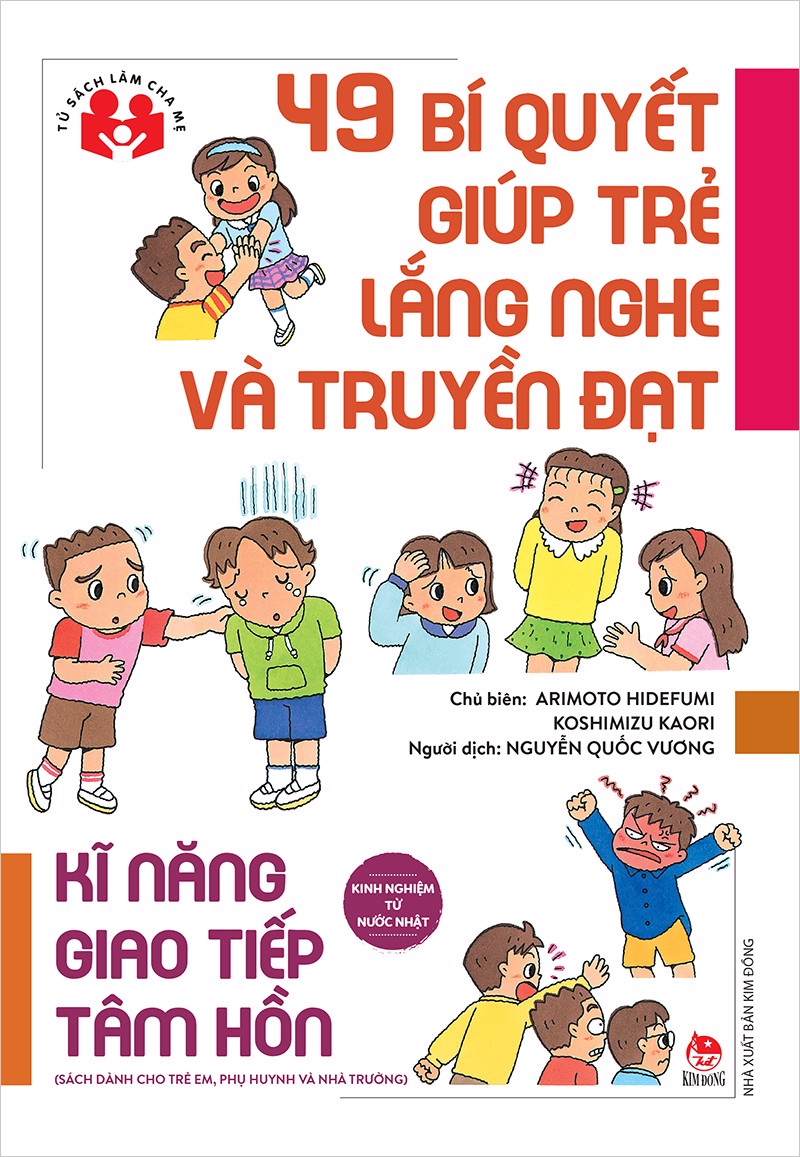 TỦ SÁCH LÀM CHA MẸ
49 BÍ QUYẾT
GIÚP TRẺ
LẮNG NGHE
VÀ TRUYỀN ĐẠT
Chủ biên: ARIMOTO HIDEFUMI
KOSHIMIZU KAORI
Người dịch: NGUYỄN QUỐC VƯƠNG
KĨ NĂNG
GIAO TIẾP
TÂM HỒN
(SÁCH DÀNH CHO TRẺ EM, PHỤ HUYNH VÀ NHÀ TRƯỜNG)
KINH NGHIỆM
TỪ
NƯỚC NHẬT
KIM ĐỒNG
NHÀ XUẤT BẢN KIM ĐỒNG